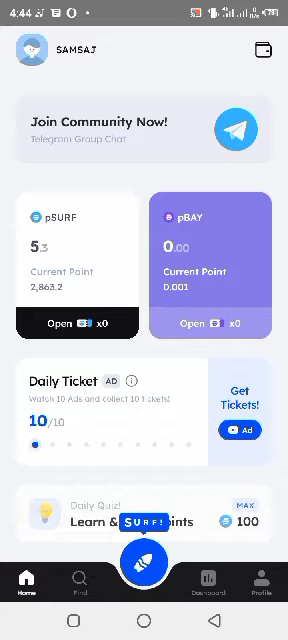 4:44
SAMSAJ
Join Community Now!
Telegram Group Chat
pSURF
5.3
Current Point
2,863.2
Open x0
pBAY
0.00
Current Point
0.001
Open x0
Daily Ticket AD
Watch 10 Ads and collect 10 tickets!
10/10
Get
Tickets!
Ad
Daily Quiz!
MAX
Learn & 
SURF!
oints
100
Home
Find
Dashboard
Profile